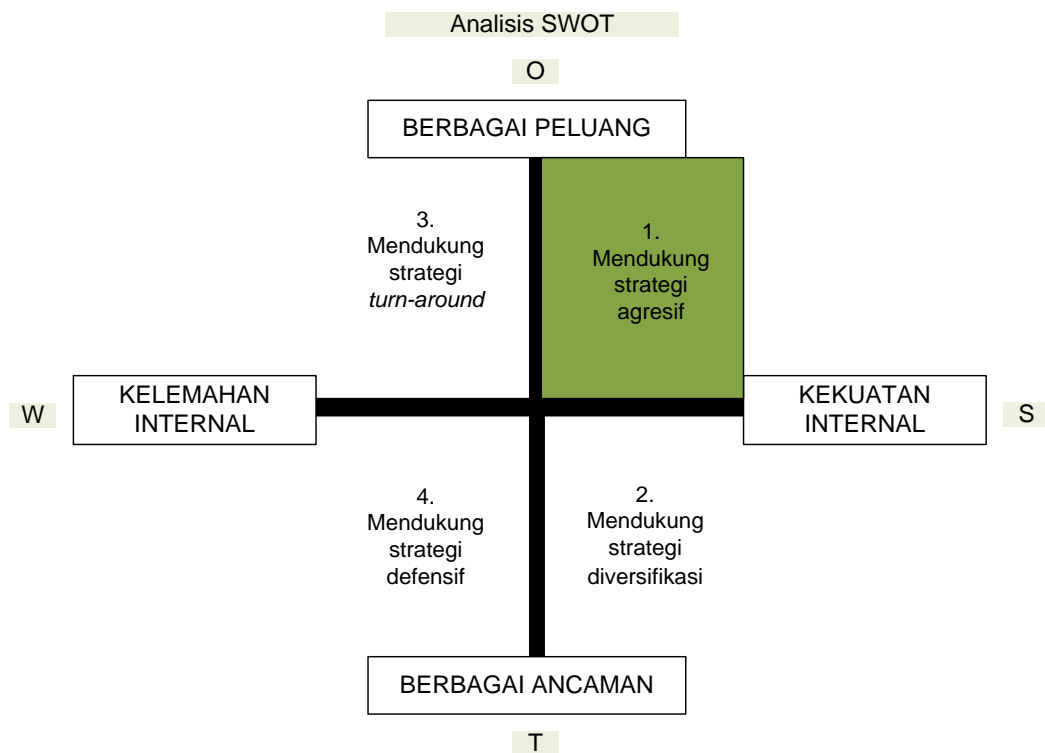 Analisis SWOT
O
BERBAGAI PELUANG
3.
Mendukung
strategi
turn-around
1.
Mendukung
strategi
agresif
W
KELEMAHAN
INTERNAL
KEKUATAN
INTERNAL
S
4.
Mendukung
strategi
defensif
2.
Mendukung
strategi
diversifikasi
BERBAGAI ANCAMAN
T